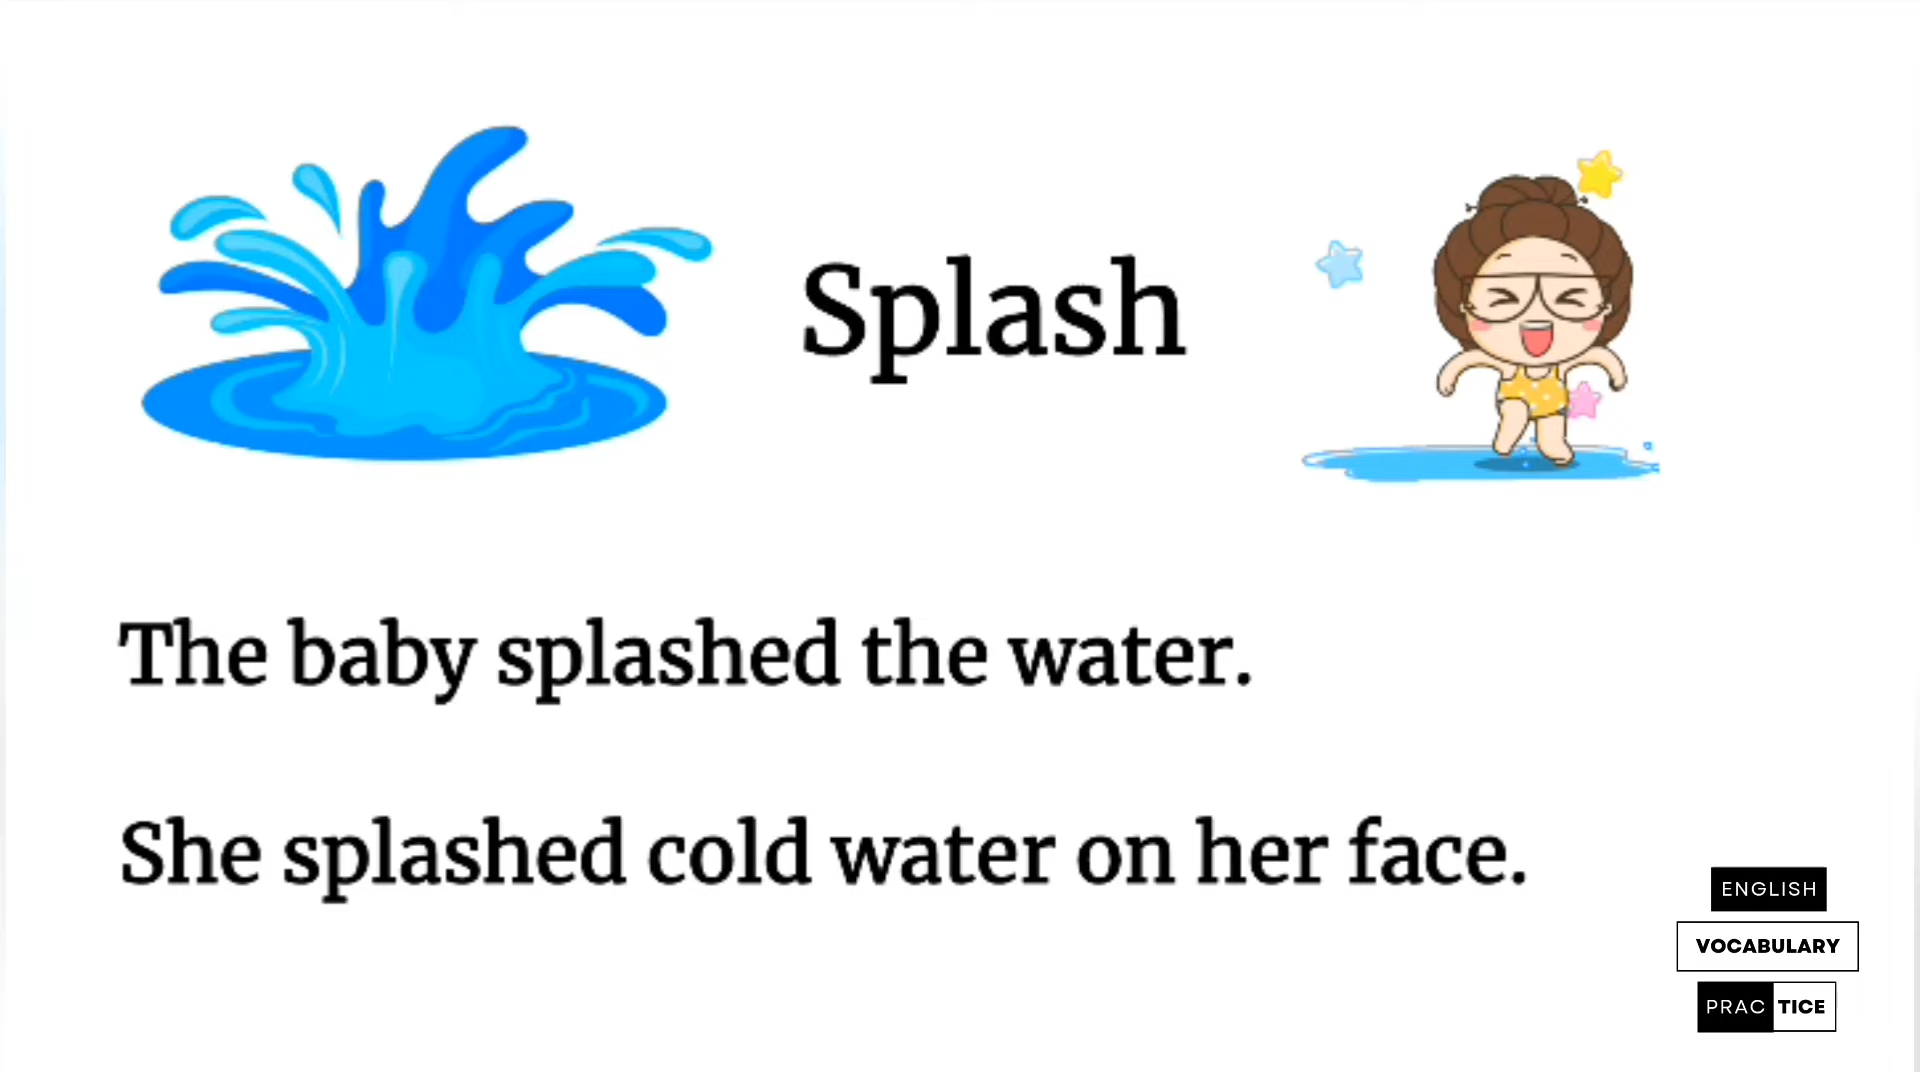 Splash
The baby splashed the water.
She splashed cold water on her face.
ENGLISH
VOCABULARY
PRACTICE